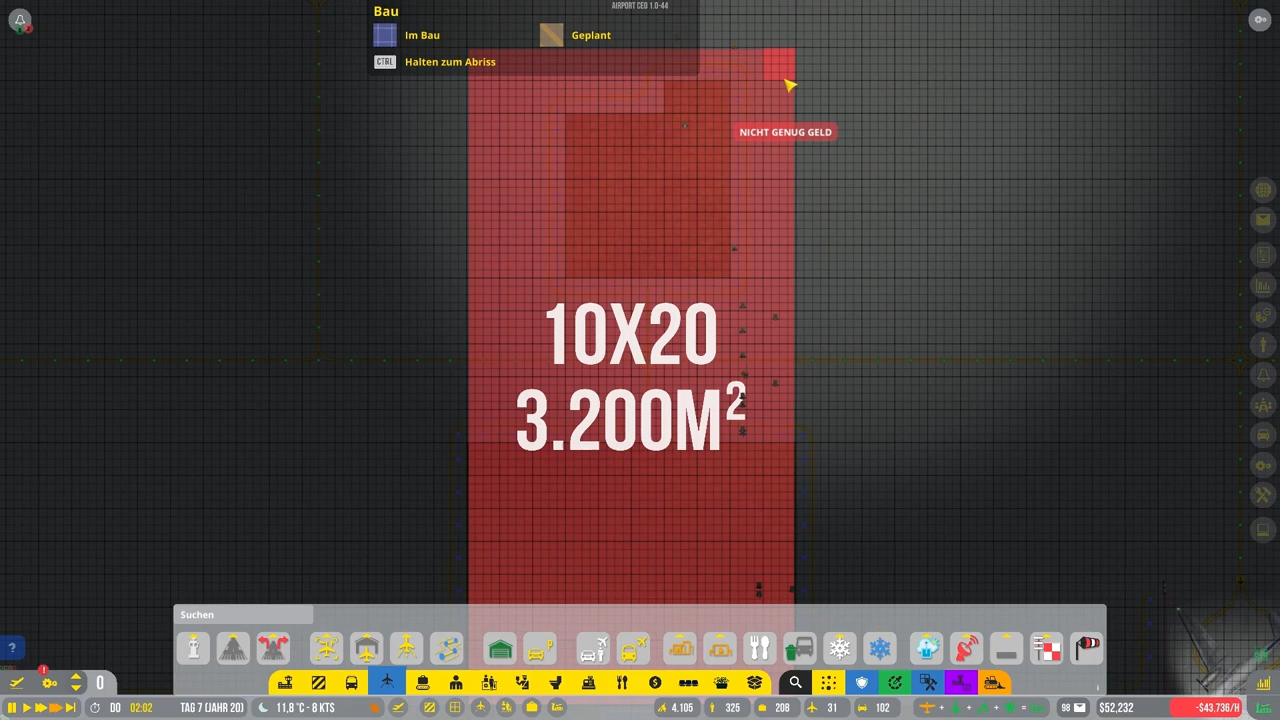 AIRPORT CEO 1.0-44
Bau
Im Bau
Geplant
CTRL
Halten zum Abriss
NICHT GENUG GELD
10X20
3.200M²
Suchen
?
!
0
00
02:02
TAG 7 (JAHR 20)
11,8°C - 8 KTS
4.105
325
208
31
102
98
$52,232
-$43.736/H